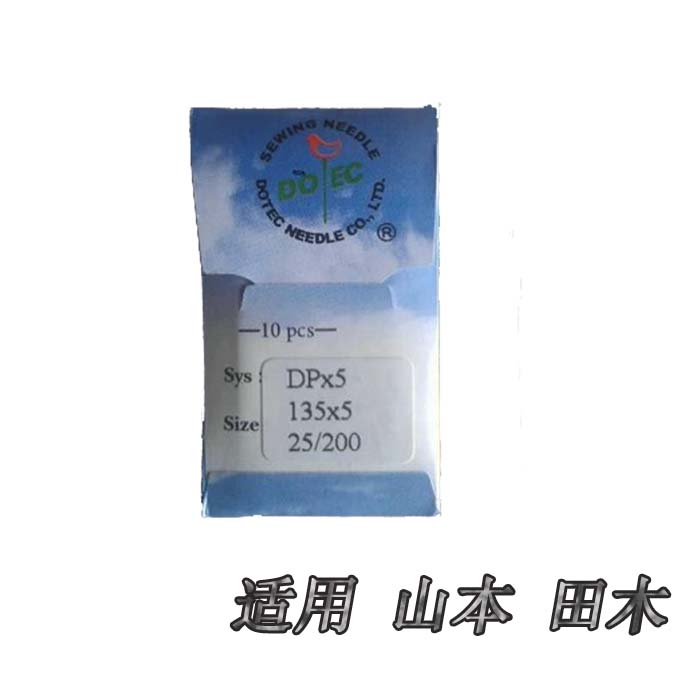 SEWING NEEDLE
DOTEC
DOTEC NEEDLE CO., LTD.
®
—10 pcs—
Sys : DPx5
135x5
Size 25/200
适用 山本 田木